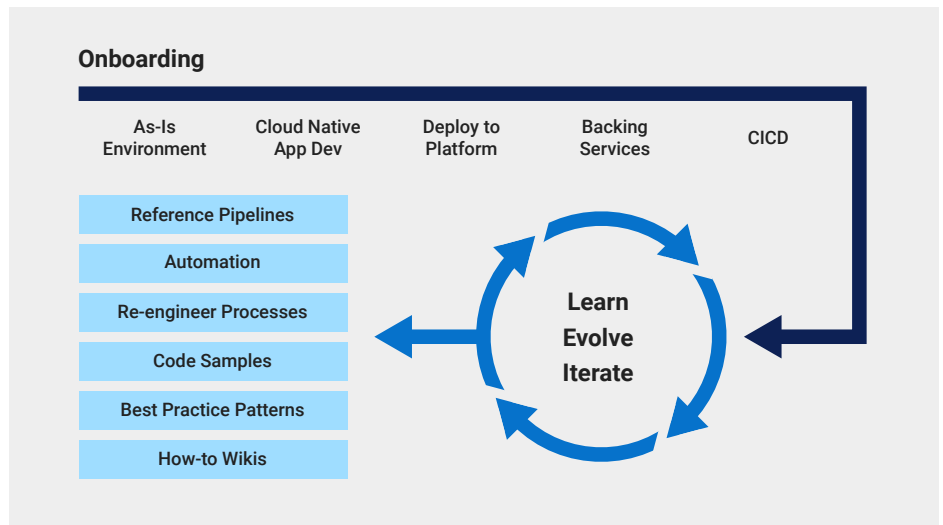 Onboarding
As-Is
Environment
Cloud Native
App Dev
Deploy to
Platform
Backing
Services
CICD
Reference Pipelines
Automation
Re-engineer Processes
Code Samples
Best Practice Patterns
How-to Wikis
Learn
Evolve
Iterate